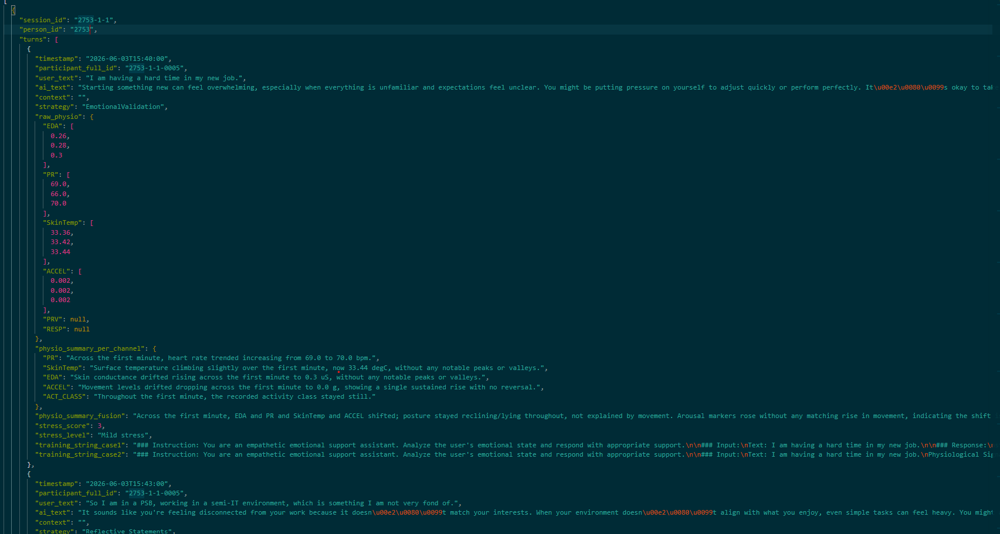 [
{
"session_id": "2753-1-1",
"person_id": "2753",
"turns": [
{
"timestamp": "2026-06-03T15:40:00",
"participant_full_id": "2753-1-1-0005",
"user_text": "I am having a hard time in my new job.",
"ai_text": "Starting something new can feel overwhelming, especially when everything is unfamiliar and expectations feel unclear. You might be putting pressure on yourself to adjust quickly or perform perfectly. It\u00e2\u0080\u0099s okay to ta
"context": "",
"strategy": "EmotionalValidation",
"raw_physio": {
"EDA": [
0.26,
0.28,
0.3
],
"PR": [
69.0,
66.0,
70.0
],
"SkinTemp": [
33.36,
33.42,
33.44
],
"ACCEL": [
0.002,
0.002,
0.002
],
"PRV": null,
"RESP": null
},
"physio_summary_per_channel": {
"PR": "Across the first minute, heart rate trended increasing from 69.0 to 70.0 bpm.",
"SkinTemp": "Surface temperature climbing slightly over the first minute, now 33.44 degC, without any notable peaks or valleys.",
"EDA": "Skin conductance drifted rising across the first minute to 0.3 uS, without any notable peaks or valleys.",
"ACCEL": "Movement levels drifted dropping across the first minute to 0.0 g, showing a single sustained rise with no reversal.",
"ACT_CLASS": "Throughout the first minute, the recorded activity class stayed still."
},
"physio_summary_fusion": "Across the first minute, EDA and PR and SkinTemp and ACCEL shifted; posture stayed reclining/lying throughout, not explained by movement. Arousal markers rose without any matching rise in movement, indicating the shift
"stress_score": 3,
"stress_level": "Mild stress",
"training_string_case1": "### Instruction: You are an empathetic emotional support assistant. Analyze the user's emotional state and respond with appropriate support.\n\n### Input:\nText: I am having a hard time in my new job.\n\n### Response:\
"training_string_case2": "### Instruction: You are an empathetic emotional support assistant. Analyze the user's emotional state and respond with appropriate support.\n\n### Input:\nText: I am having a hard time in my new job.\nPhysiological Si
},
{
"timestamp": "2026-06-03T15:43:00",
"participant_full_id": "2753-1-1-0005",
"user_text": "So I am in a PSB, working in a semi-IT environment, which is something I am not very fond of.",
"ai_text": "It sounds like you're feeling disconnected from your work because it doesn\u00e2\u0080\u0099t match your interests. When your environment doesn\u00e2\u0080\u0099t align with what you enjoy, even simple tasks can feel heavy. You might
"context": "",
"strategy": "Reflective Statements",